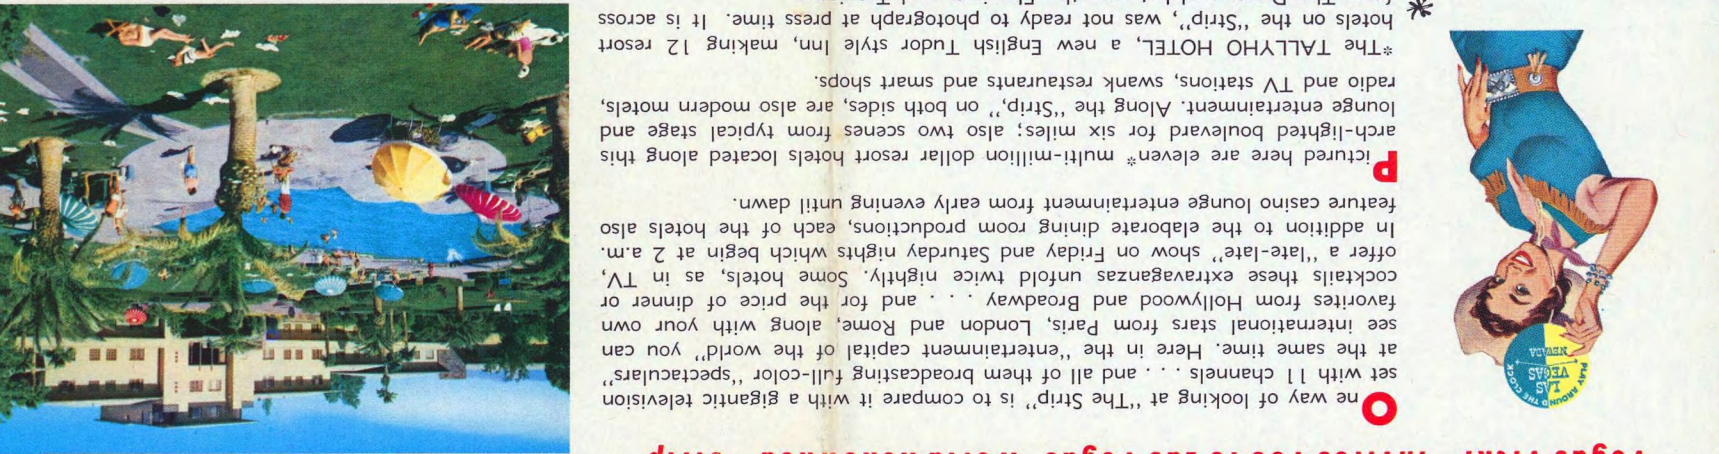 PLAY AROUND THE CLOCK
LAS
VEGAS
NEVADA
One way of looking at "The Strip" is to compare it with a gigantic television
set with 11 channels . . . and all of them broadcasting full-color "spectaculars"
at the same time. Here in the "entertainment capital of the world" you can
see international stars from Paris, London and Rome, along with your own
favorites from Hollywood and Broadway . . . and for the price of dinner or
cocktails these extravaganzas unfold twice nightly. Some hotels, as in TV,
offer a "late-late" show on Friday and Saturday nights which begin at 2 a.m.
In addition to the elaborate dining room productions, each of the hotels also
feature casino lounge entertainment from early evening until dawn.
Pictured here are eleven* multi-million dollar resort hotels located along this
arch-lighted boulevard for six miles; also two scenes from typical stage and
lounge entertainment. Along the "Strip," on both sides, are also modern motels,
radio and TV stations, swank restaurants and smart shops.
*The TALLYHO HOTEL, a new English Tudor style Inn, making 12 resort
hotels on the "Strip", was not ready to photograph at press time. It is across
*